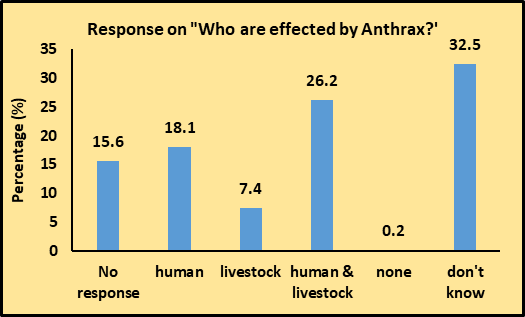 Response on "Who are effected by Anthrax?'
Percentage (%)
35
30
25
20
15
10
5
0
15.6
18.1
7.4
26.2
0.2
32.5
No response
human
livestock
human & livestock
none
don't know